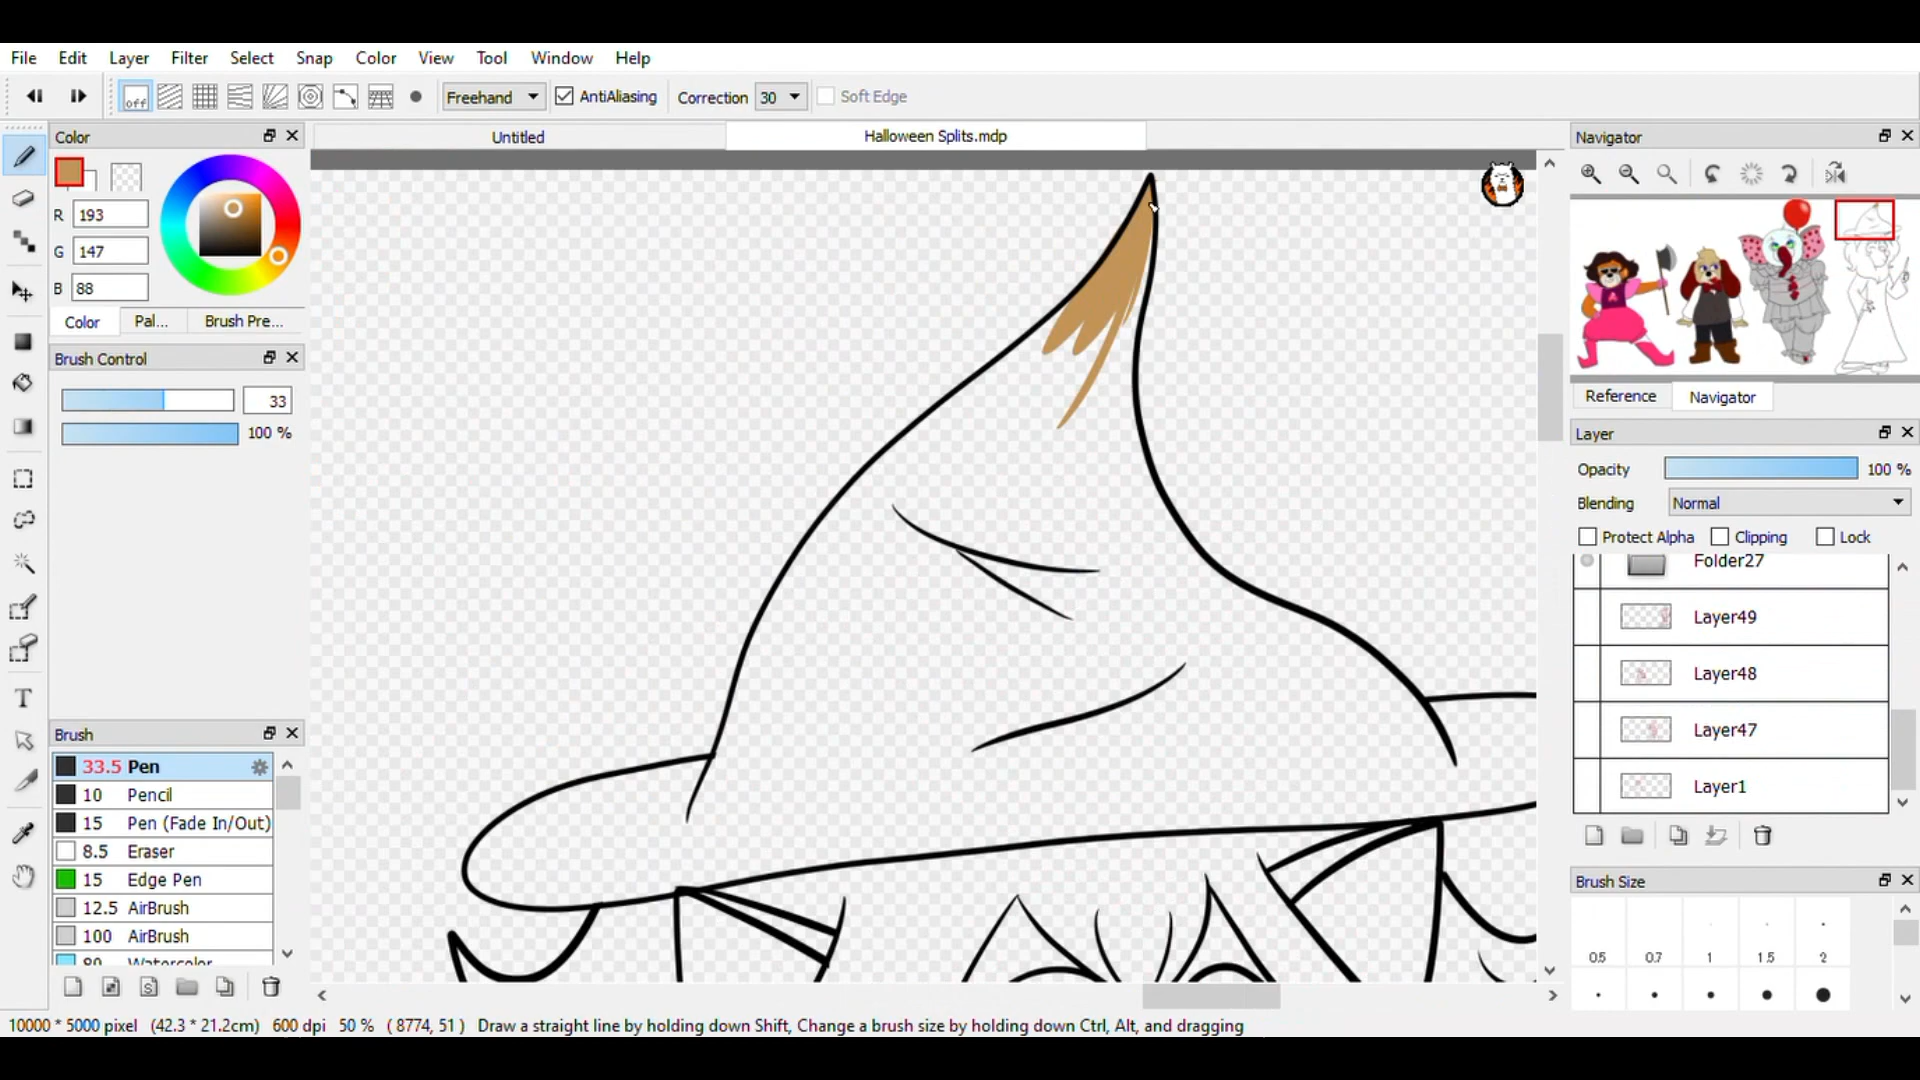 File Edit Layer Filter Select Snap Color View Tool Window Help
off Freehand AntiAliasing Correction 30 Soft Edge
Color
Untitled Halloween Splits.mdp
Navigator
R 193
G 147
B 88
Color Pal... Brush Pre...
Brush Control
33
100 %
Reference Navigator
Layer
Opacity 100 %
Blending Normal
Protect Alpha Clipping Lock
Folder27
Layer49
Layer48
Layer47
Layer1
Brush
33.5 Pen
10 Pencil
15 Pen (Fade In/Out)
8.5 Eraser
15 Edge Pen
12.5 AirBrush
100 AirBrush
80 Watercolor
Brush Size
0.5 0.7 1 1.5 2
10000 * 5000 pixel (42.3 * 21.2cm) 600 dpi 50 % ( 8774, 51 ) Draw a straight line by holding down Shift, Change a brush size by holding down Ctrl, Alt, and dragging